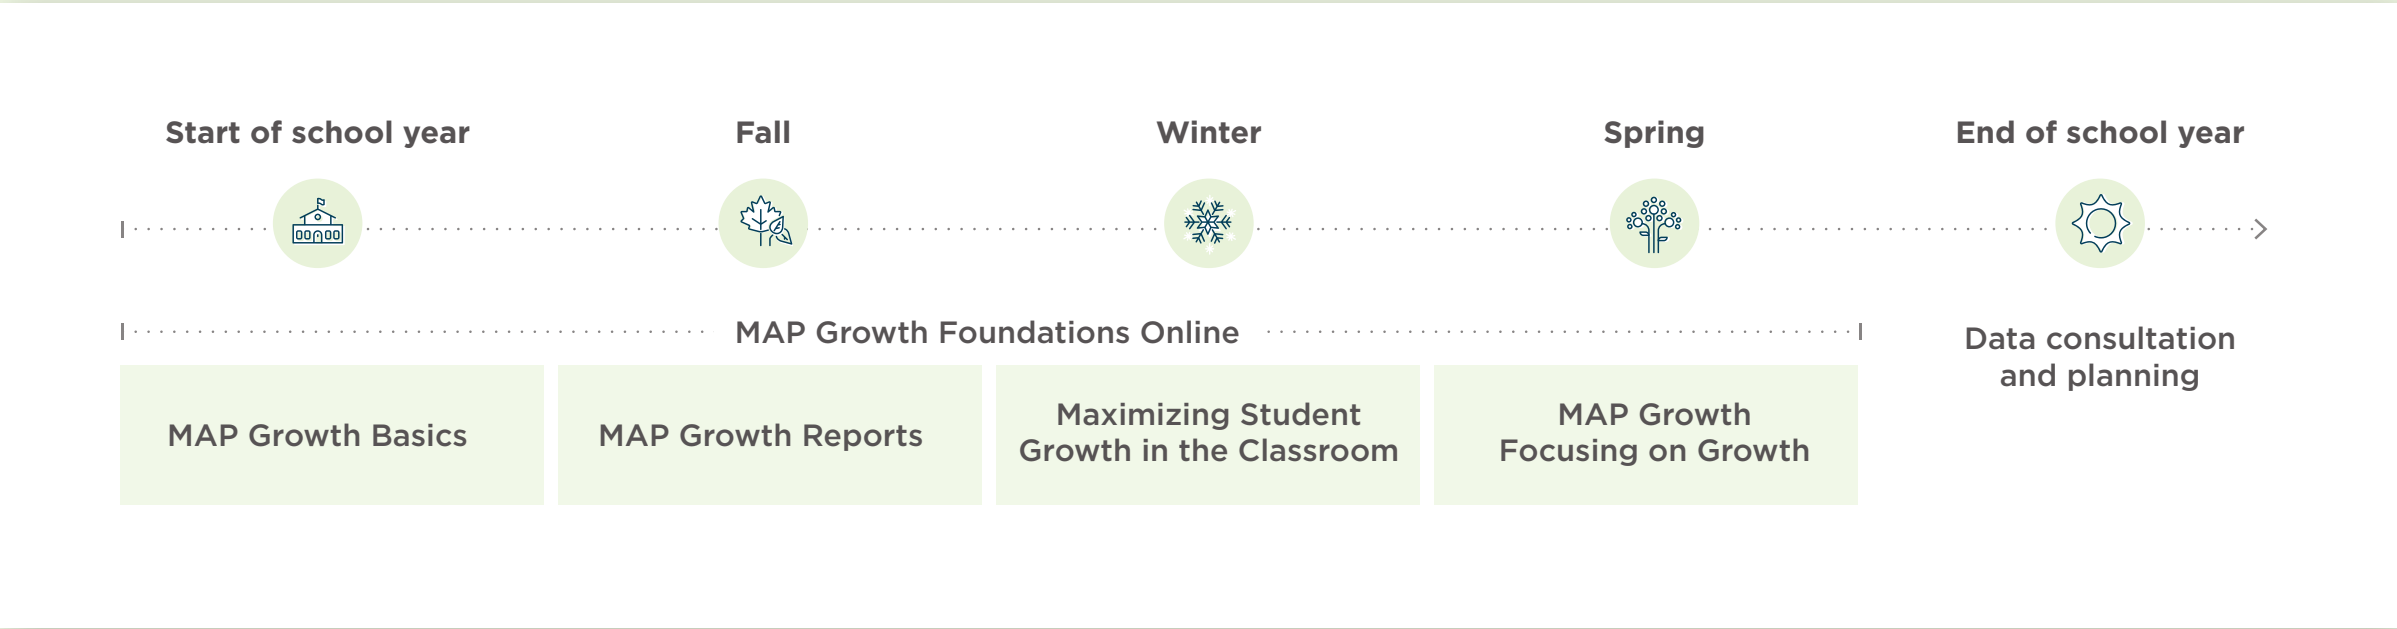 Start of school year
Fall
Winter
Spring
End of school year
MAP Growth Foundations Online
Data consultation
and planning
MAP Growth Basics
MAP Growth Reports
Maximizing Student
Growth in the Classroom
MAP Growth
Focusing on Growth